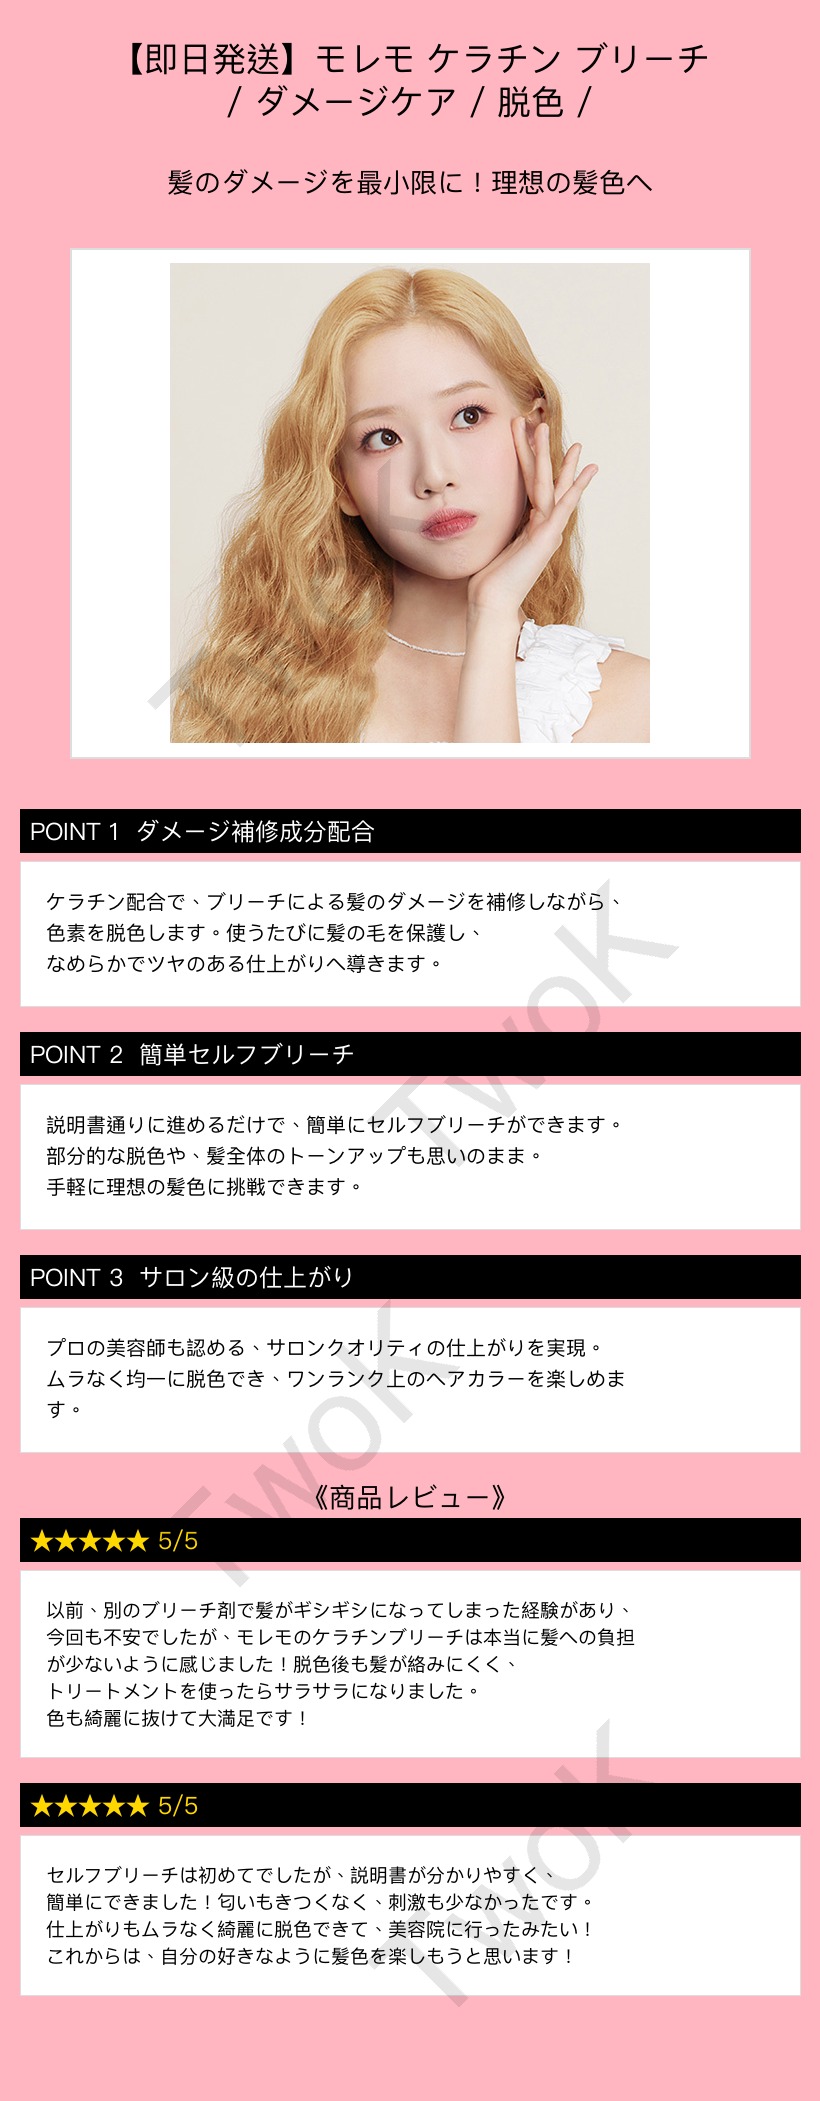 【即日発送】モレモ ケラチン ブリーチ
/ ダメージケア / 脱色 /
髪のダメージを最小限に！理想の髪色へ
TwoK
POINT 1 ダメージ補修成分配合
ケラチン配合で、ブリーチによる髪のダメージを補修しながら、
色素を脱色します。使うたびに髪の毛を保護し、
なめらかでツヤのある仕上がりへ導きます。
TwoK
POINT 2 簡単セルフブリーチ
説明書通りに進めるだけで、簡単にセルフブリーチができます。
部分的な脱色や、髪全体のトーンアップも思いのまま。
手軽に理想の髪色に挑戦できます。
POINT 3 サロン級の仕上がり
プロの美容師も認める、サロンクオリティの仕上がりを実現。
ムラなく均一に脱色でき、ワンランク上のヘアカラーを楽しめま
す。
TwoK
《商品レビュー》
★★★★★ 5/5
以前、別のブリーチ剤で髪がギシギシになってしまった経験があり、
今回も不安でしたが、モレモのケラチンブリーチは本当に髪への負担
が少ないように感じました！脱色後も髪が絡みにくく、
トリートメントを使ったらサラサラになりました。
色も綺麗に抜けて大満足です！
★★★★★ 5/5
セルフブリーチは初めてでしたが、説明書が分かりやすく、
簡単にできました！匂いもきつくなく、刺激も少なかったです。
仕上がりもムラなく綺麗に脱色できて、美容院に行ったみたい！
これからは、自分の好きなように髪色を楽しもうと思います！
TwoK